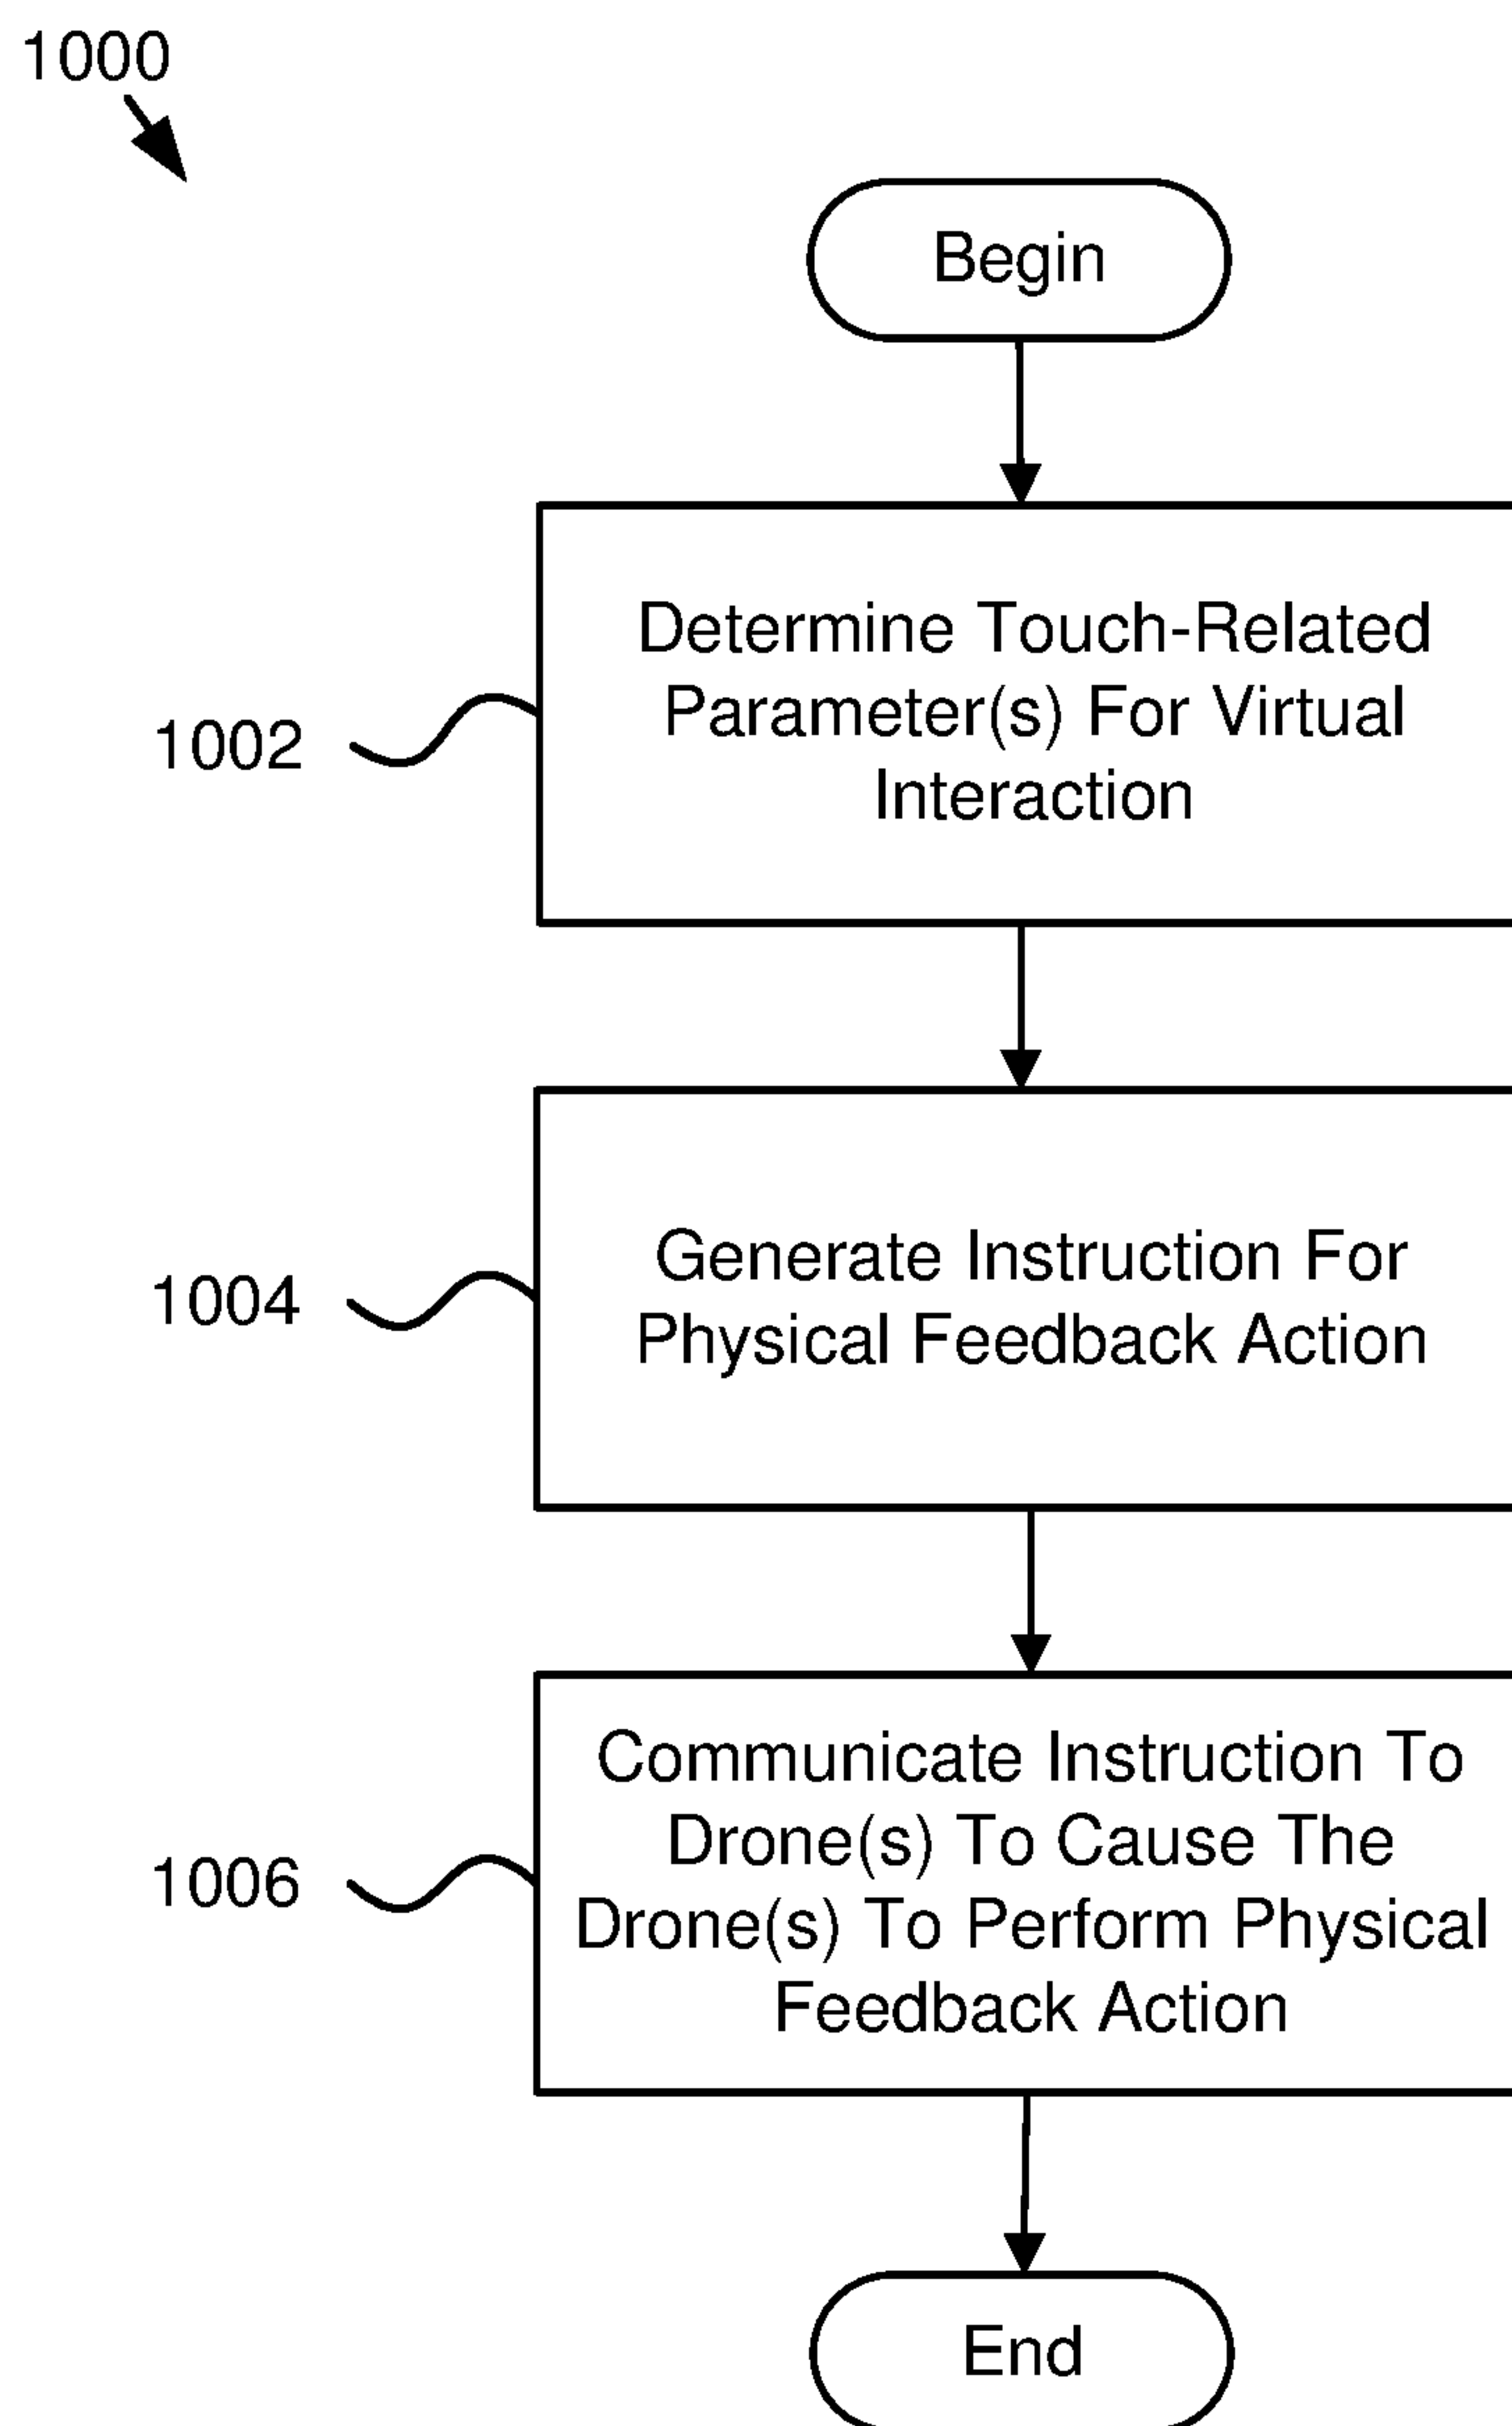 1000
Begin
Determine Touch-Related
Parameter(s) For Virtual
Interaction
1002
Generate Instruction For
Physical Feedback Action
1004
Communicate Instruction To
Drone(s) To Cause The
Drone(s) To Perform Physical
Feedback Action
1006
End